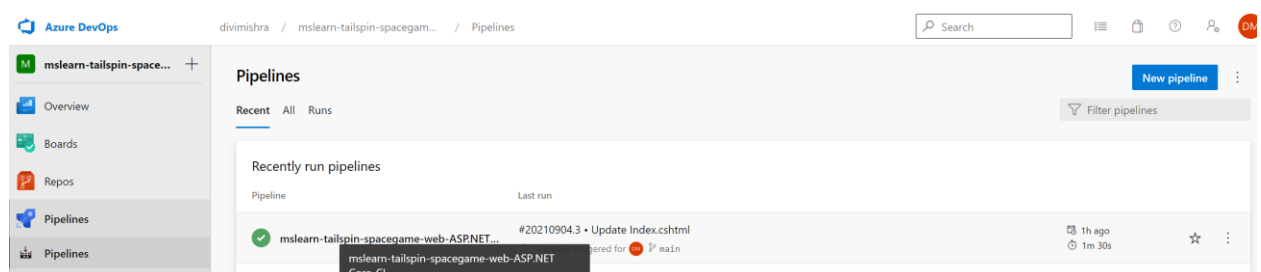 Azure DevOps
divimishra / mslearn-tailspin-spacegam... / Pipelines
Search
DM
M mslearn-tailspin-space... +
Pipelines
New pipeline
Overview
Recent All Runs
Filter pipelines
Boards
Recently run pipelines
Repos
Pipeline Last run
Pipelines
mslearn-tailspin-spacegame-web-ASP.NET...
#20210904.3 • Update Index.cshtml
gered for DM main
1h ago
1m 30s
Pipelines
mslearn-tailspin-spacegame-web-ASP.NET